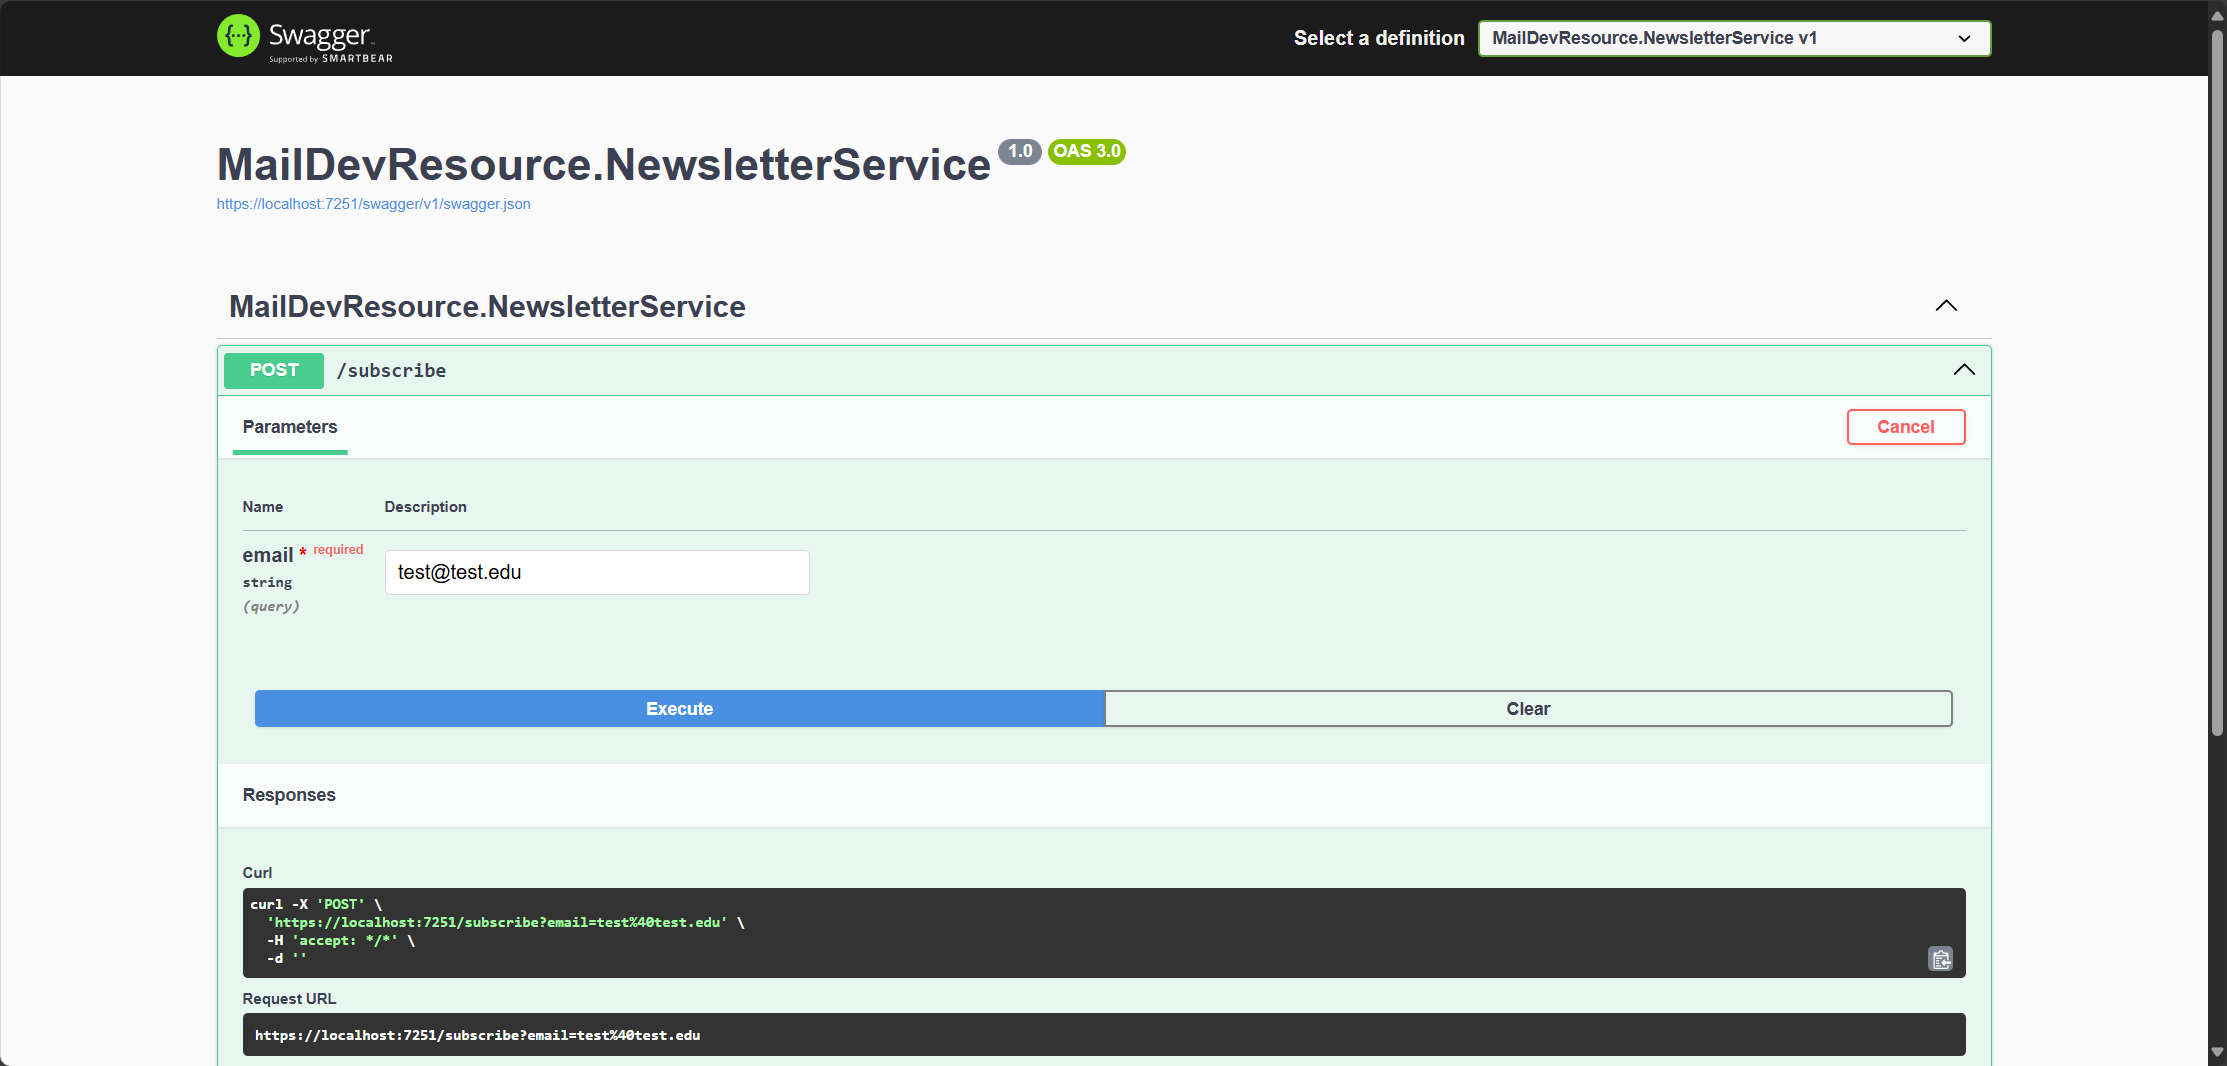 Swagger
Supported by SMARTBEAR
Select a definition
MailDevResource.NewsletterService v1
MailDevResource.NewsletterService 1.0 OAS 3.0
https://localhost:7251/swagger/v1/swagger.json
MailDevResource.NewsletterService
POST /subscribe
Parameters
Cancel
Name Description
email * required
string
(query)
test@test.edu
Execute
Clear
Responses
Curl
curl -X 'POST' \
  'https://localhost:7251/subscribe?email=test%40test.edu' \
  -H 'accept: */*' \
  -d ''
Request URL
https://localhost:7251/subscribe?email=test%40test.edu